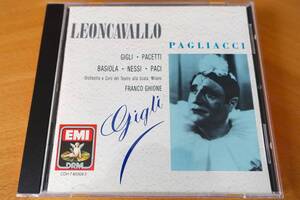 LEONCAVALLO
PAGLIACCI
GIGLI · PACETTI
BASIOLA · NESSI · PACI
Orchestra e Coro del Teatro alla Scala, Milano
FRANCO GHIONE
Gigli
EMI
DRM